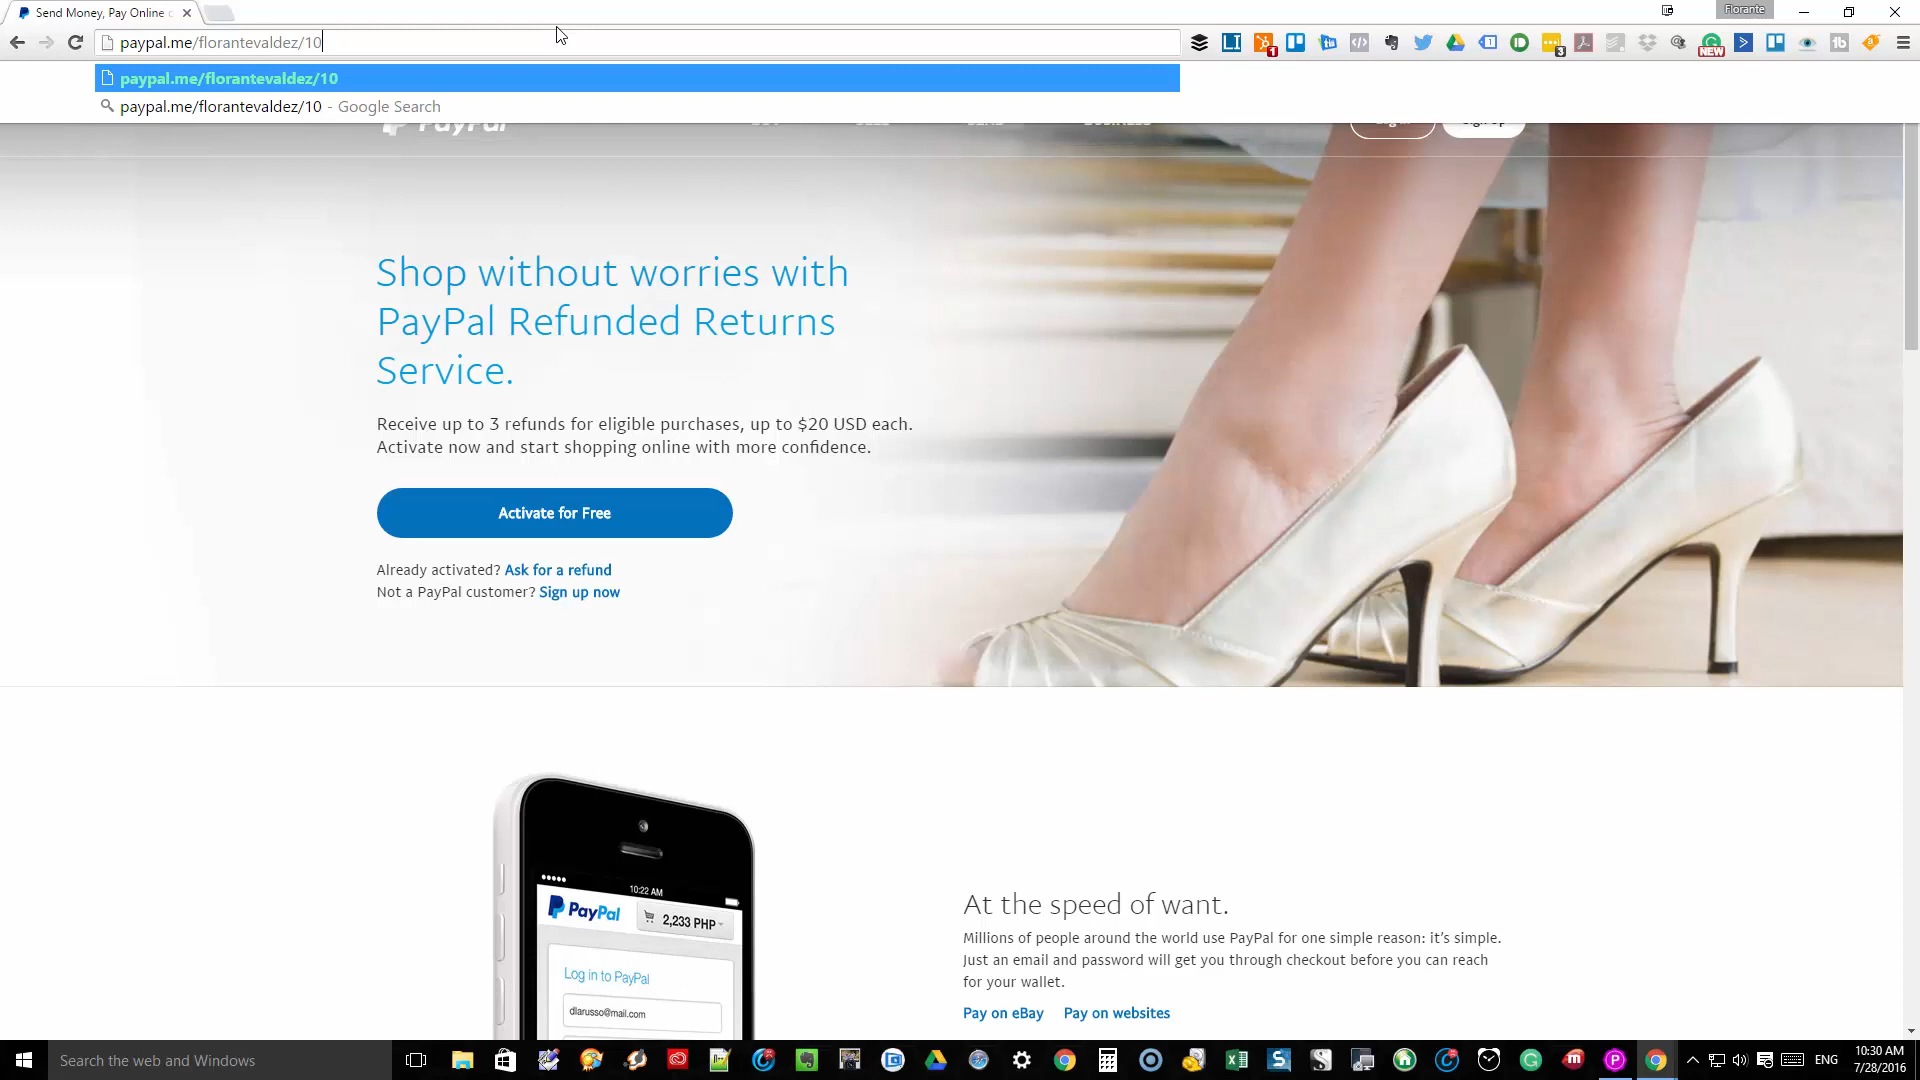 Send Money, Pay Online
Florante
paypal.me/florantevaldez/10
3
1
NEW
paypal.me/florantevaldez/10
paypal.me/florantevaldez/10 - Google Search
PayPal
BUSINESS
Sign Up
Shop without worries with
PayPal Refunded Returns
Service.
Receive up to 3 refunds for eligible purchases, up to $20 USD each.
Activate now and start shopping online with more confidence.
Activate for Free
Already activated? Ask for a refund
Not a PayPal customer? Sign up now
10:22 AM
PayPal
2,233 PHP
Log in to PayPal
dlarusso@mail.com
At the speed of want.
Millions of people around the world use PayPal for one simple reason: it's simple.
Just an email and password will get you through checkout before you can reach
for your wallet.
Pay on eBay Pay on websites
Search the web and Windows
ENG
10:30 AM
7/28/2016